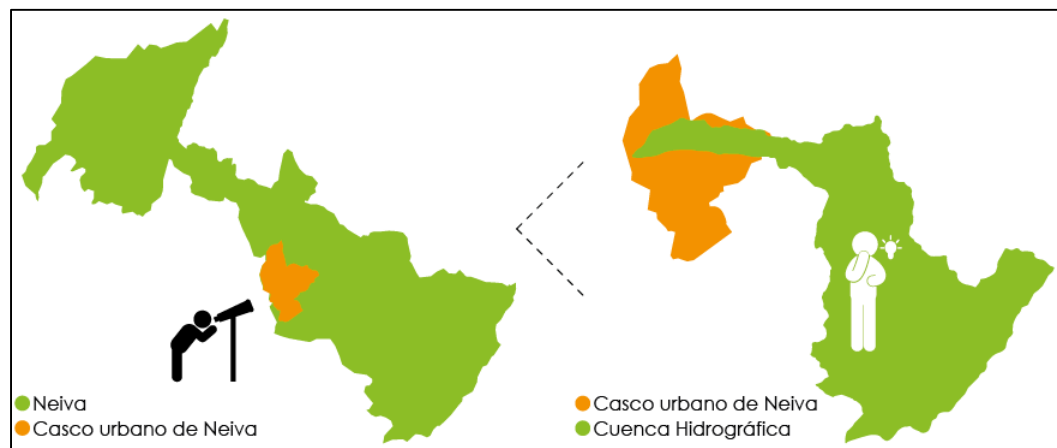 Neiva
Casco urbano de Neiva
Casco urbano de Neiva
Cuenca Hidrográfica